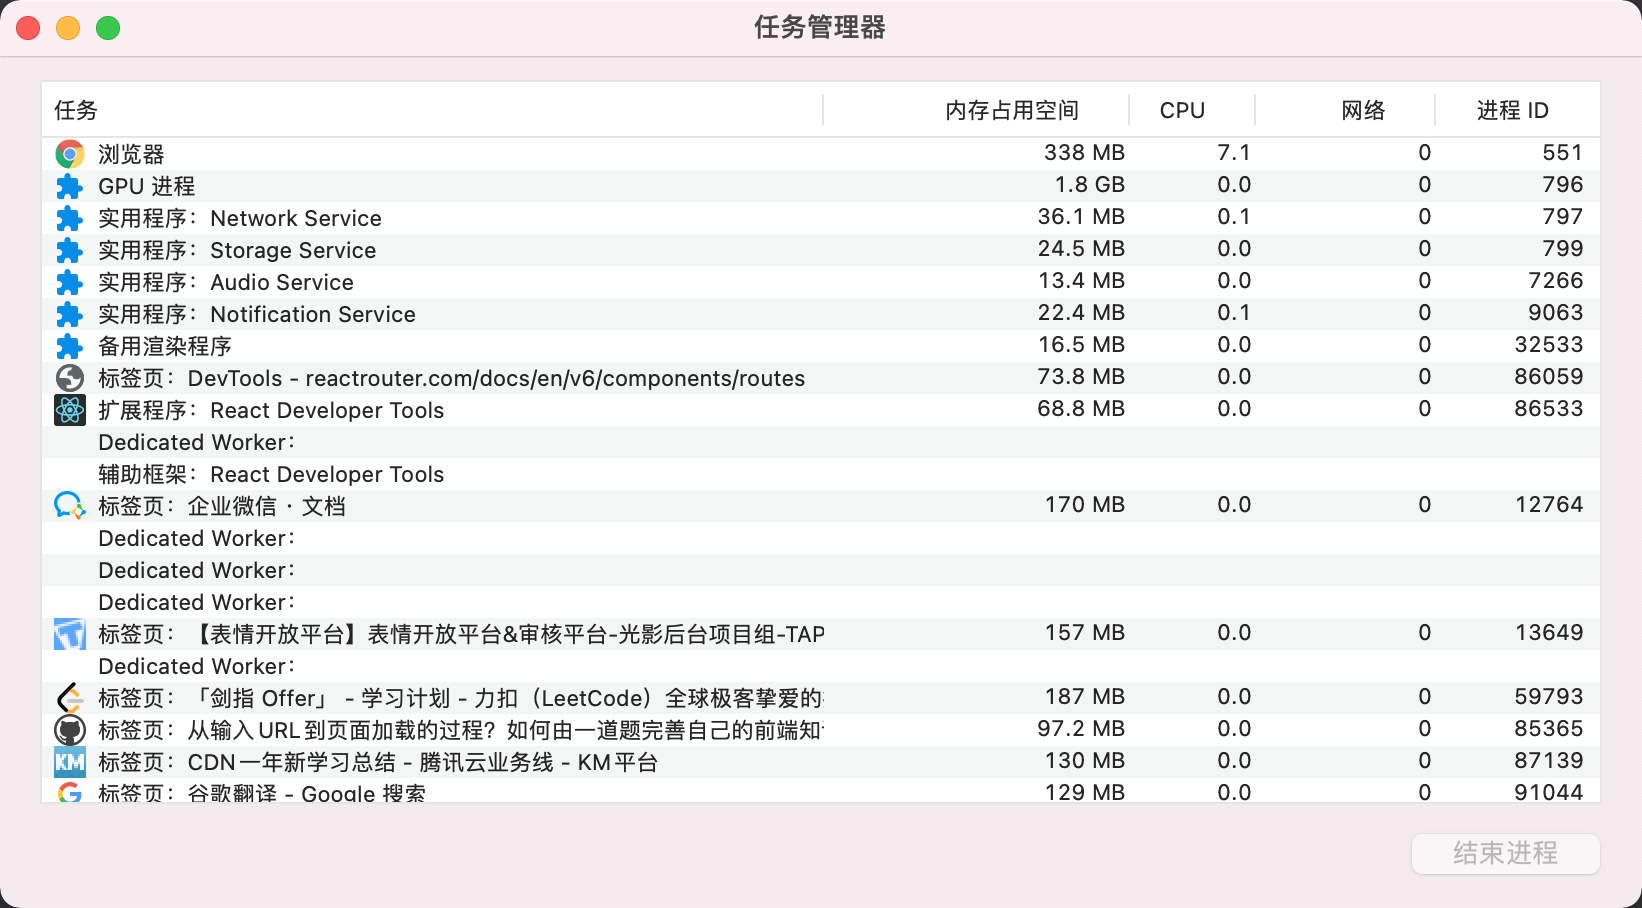 任务管理器
任务 内存占用空间 CPU 网络 进程 ID
浏览器 338 MB 7.1 0 551
GPU 进程 1.8 GB 0.0 0 796
实用程序：Network Service 36.1 MB 0.1 0 797
实用程序：Storage Service 24.5 MB 0.0 0 799
实用程序：Audio Service 13.4 MB 0.0 0 7266
实用程序：Notification Service 22.4 MB 0.1 0 9063
备用渲染程序 16.5 MB 0.0 0 32533
标签页：DevTools - reactrouter.com/docs/en/v6/components/routes 73.8 MB 0.0 0 86059
扩展程序：React Developer Tools 68.8 MB 0.0 0 86533
Dedicated Worker：
辅助框架：React Developer Tools
标签页：企业微信 · 文档 170 MB 0.0 0 12764
Dedicated Worker：
Dedicated Worker：
Dedicated Worker：
标签页：【表情开放平台】表情开放平台&审核平台-光影后台项目组-TAP 157 MB 0.0 0 13649
Dedicated Worker：
标签页：「剑指 Offer」 - 学习计划 - 力扣（LeetCode）全球极客挚爱的 187 MB 0.0 0 59793
标签页：从输入URL到页面加载的过程？如何由一道题完善自己的前端知 97.2 MB 0.0 0 85365
KM 标签页：CDN一年新学习总结 - 腾讯云业务线 - KM平台 130 MB 0.0 0 87139
标签页：谷歌翻译 - Google 搜索 129 MB 0.0 0 91044
结束进程